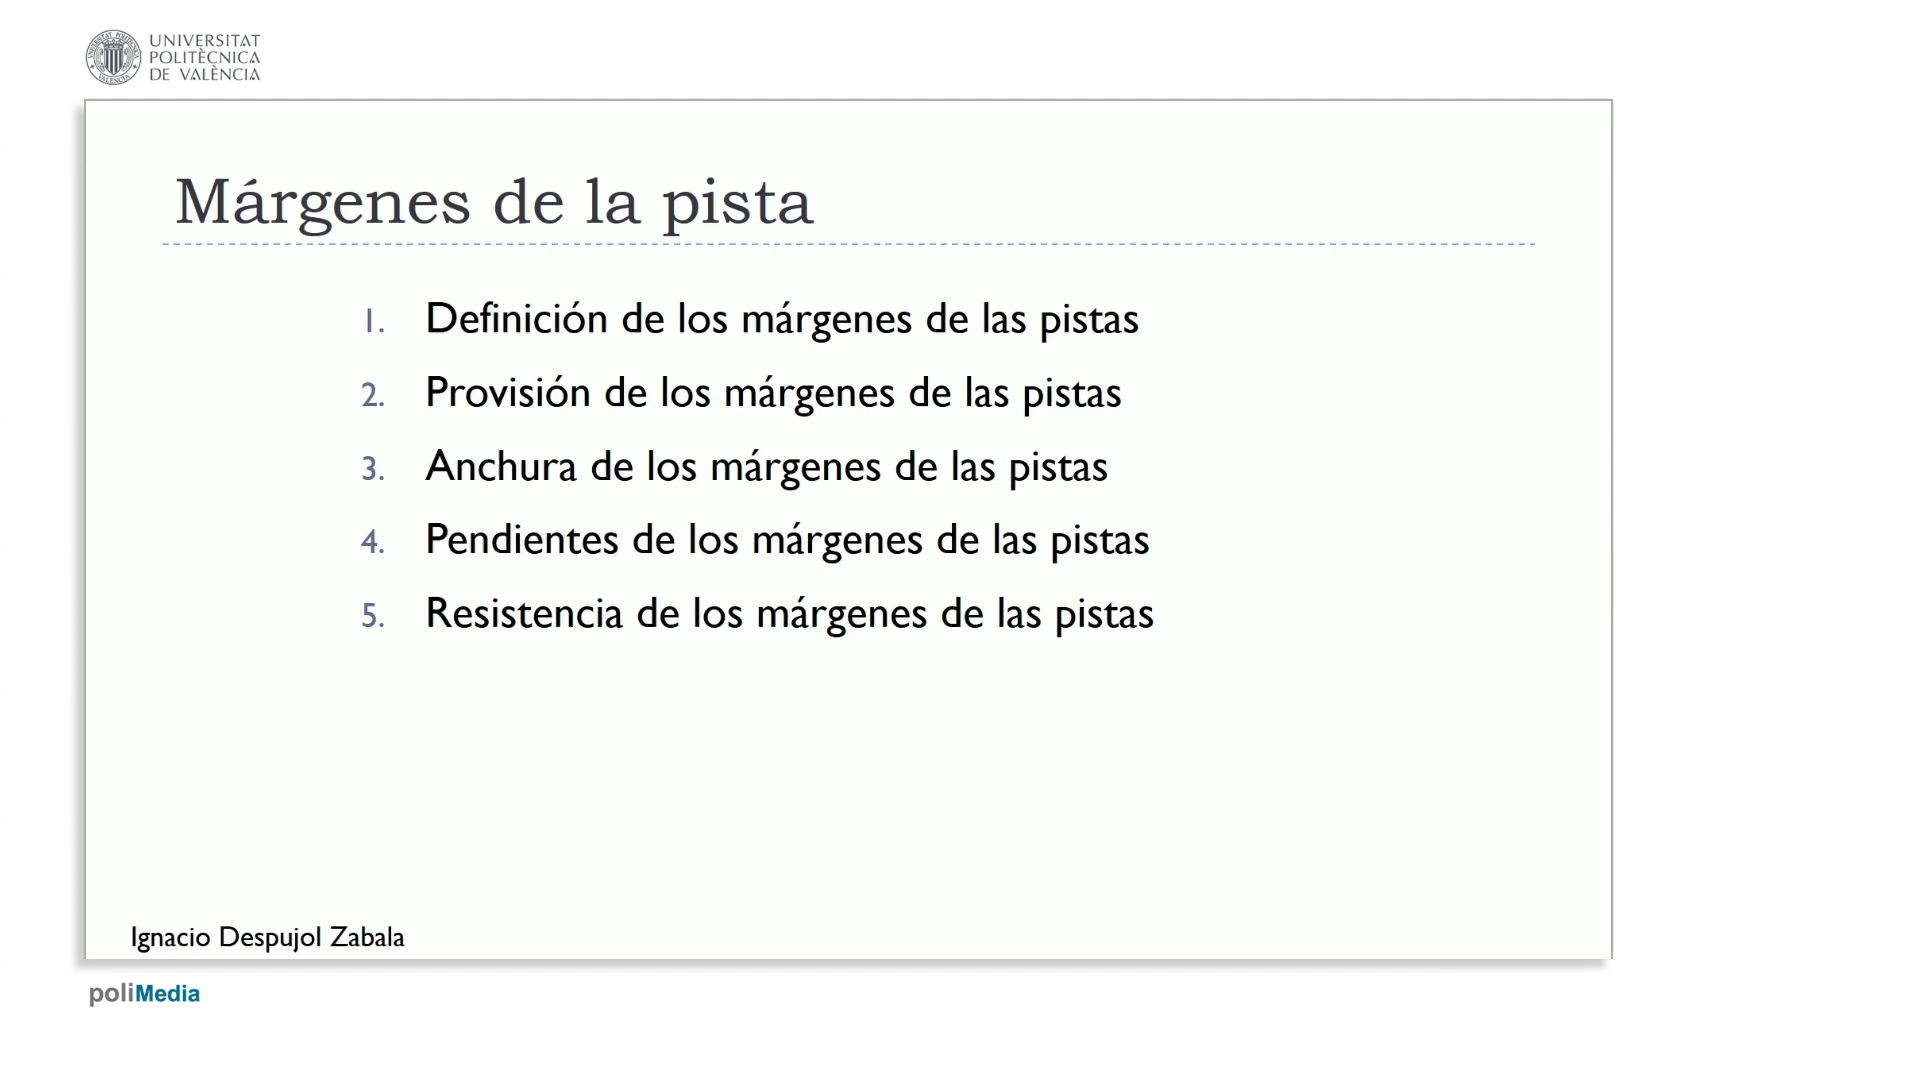 UNIVERSITAT
POLITÈCNICA
DE VALÈNCIA
Márgenes de la pista
1. Definición de los márgenes de las pistas
2. Provisión de los márgenes de las pistas
3. Anchura de los márgenes de las pistas
4. Pendientes de los márgenes de las pistas
5. Resistencia de los márgenes de las pistas
Ignacio Despujol Zabala
poliMedia